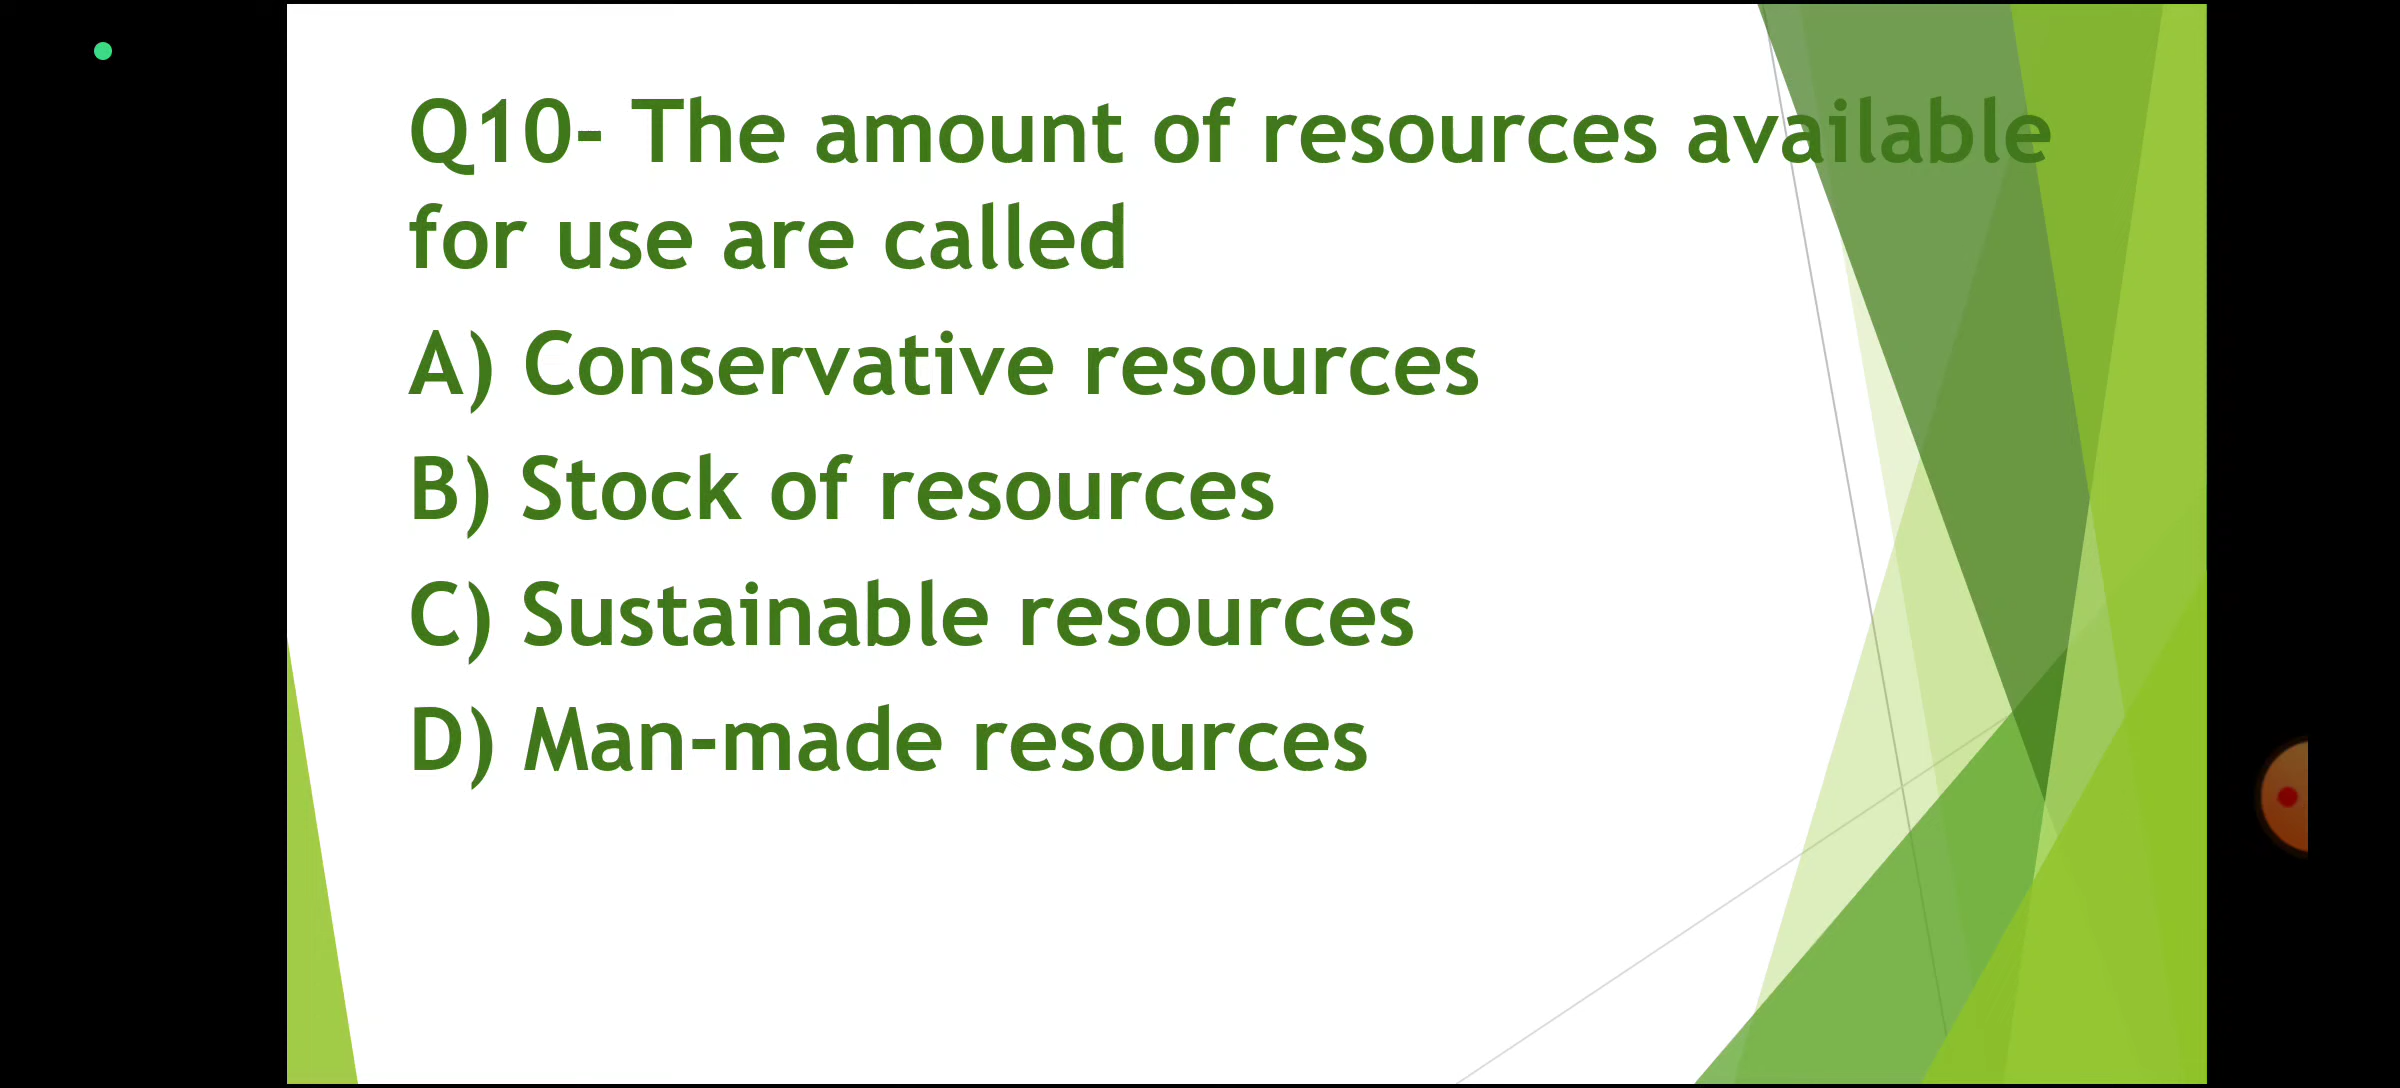 Q10- The amount of resources available
for use are called
A) Conservative resources
B) Stock of resources
C) Sustainable resources
D) Man-made resources